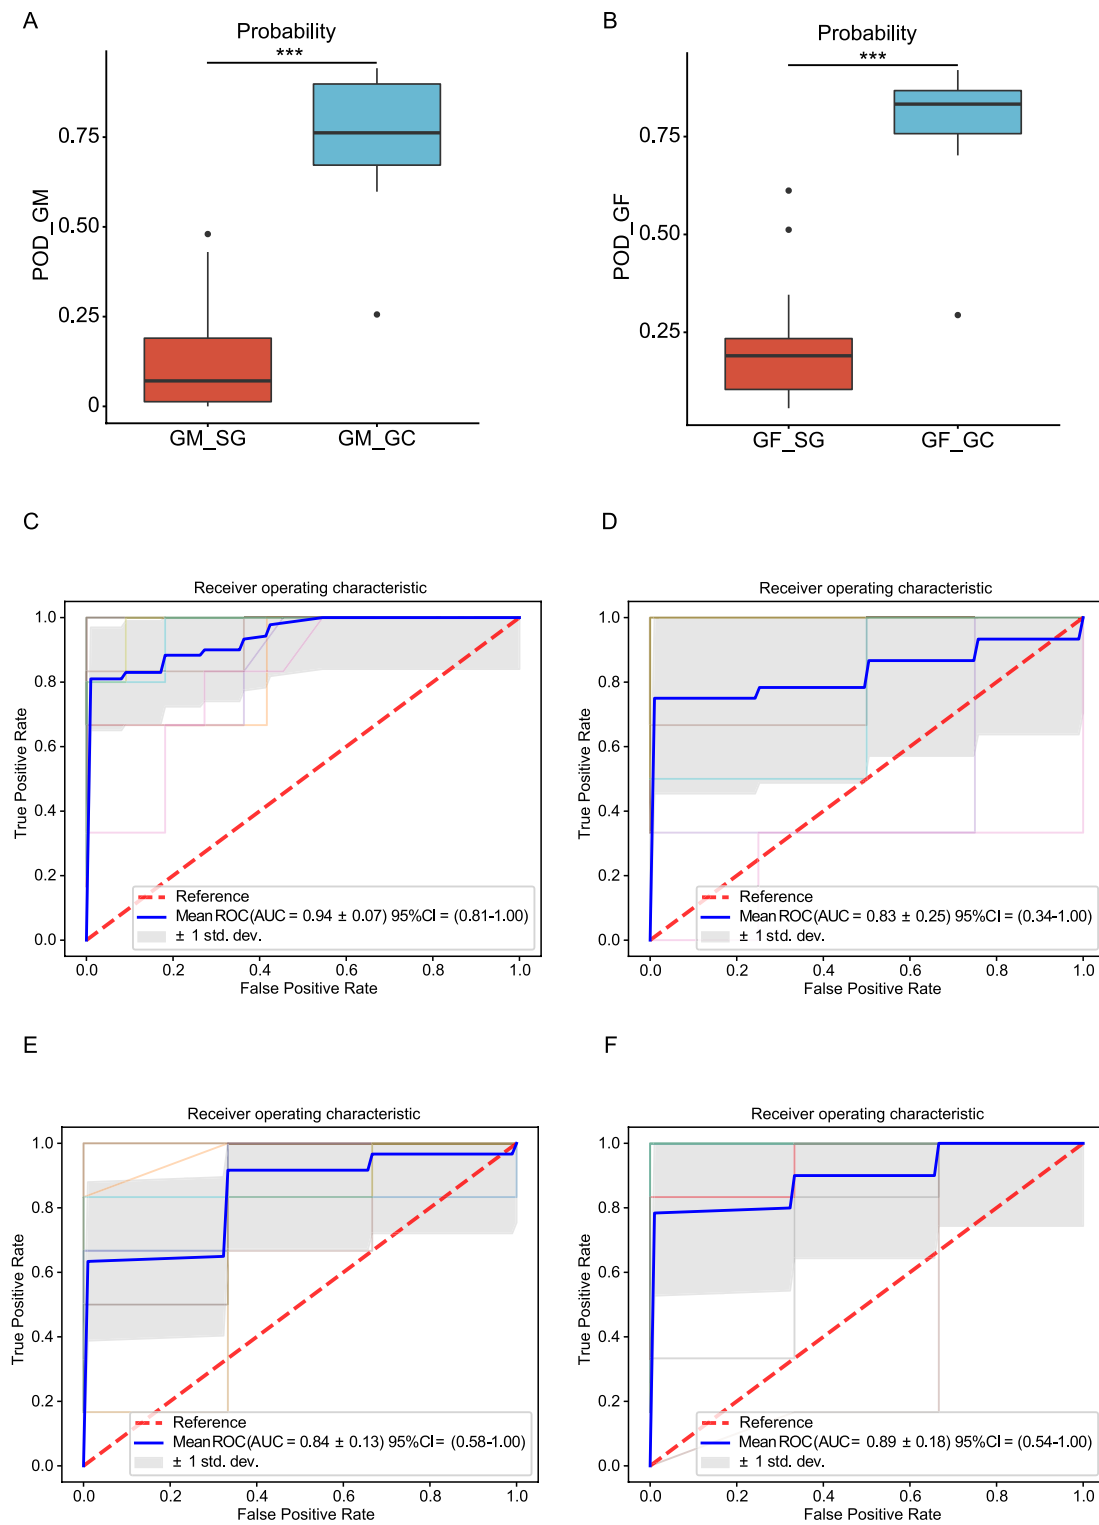 A
Probability
***
POD_GM
0.75
0.50
0.25
0
GM_SG
GM_GC
B
Probability
***
POD_GF
0.75
0.50
0.25
GF_SG
GF_GC
C
Receiver operating characteristic
True Positive Rate
1.0
0.8
0.6
0.4
0.2
0.0
Reference
Mean ROC (AUC = 0.94 ± 0.07) 95%CI = (0.81-1.00)
± 1 std. dev.
0.0 0.2 0.4 0.6 0.8 1.0
False Positive Rate
D
Receiver operating characteristic
True Positive Rate
1.0
0.8
0.6
0.4
0.2
0.0
Reference
Mean ROC (AUC = 0.83 ± 0.25) 95%CI = (0.34-1.00)
± 1 std. dev.
0.0 0.2 0.4 0.6 0.8 1.0
False Positive Rate
E
Receiver operating characteristic
True Positive Rate
1.0
0.8
0.6
0.4
0.2
0.0
Reference
Mean ROC (AUC = 0.84 ± 0.13) 95%CI = (0.58-1.00)
± 1 std. dev.
0.0 0.2 0.4 0.6 0.8 1.0
False Positive Rate
F
Receiver operating characteristic
True Positive Rate
1.0
0.8
0.6
0.4
0.2
0.0
Reference
Mean ROC (AUC = 0.89 ± 0.18) 95%CI = (0.54-1.00)
± 1 std. dev.
0.0 0.2 0.4 0.6 0.8 1.0
False Positive Rate